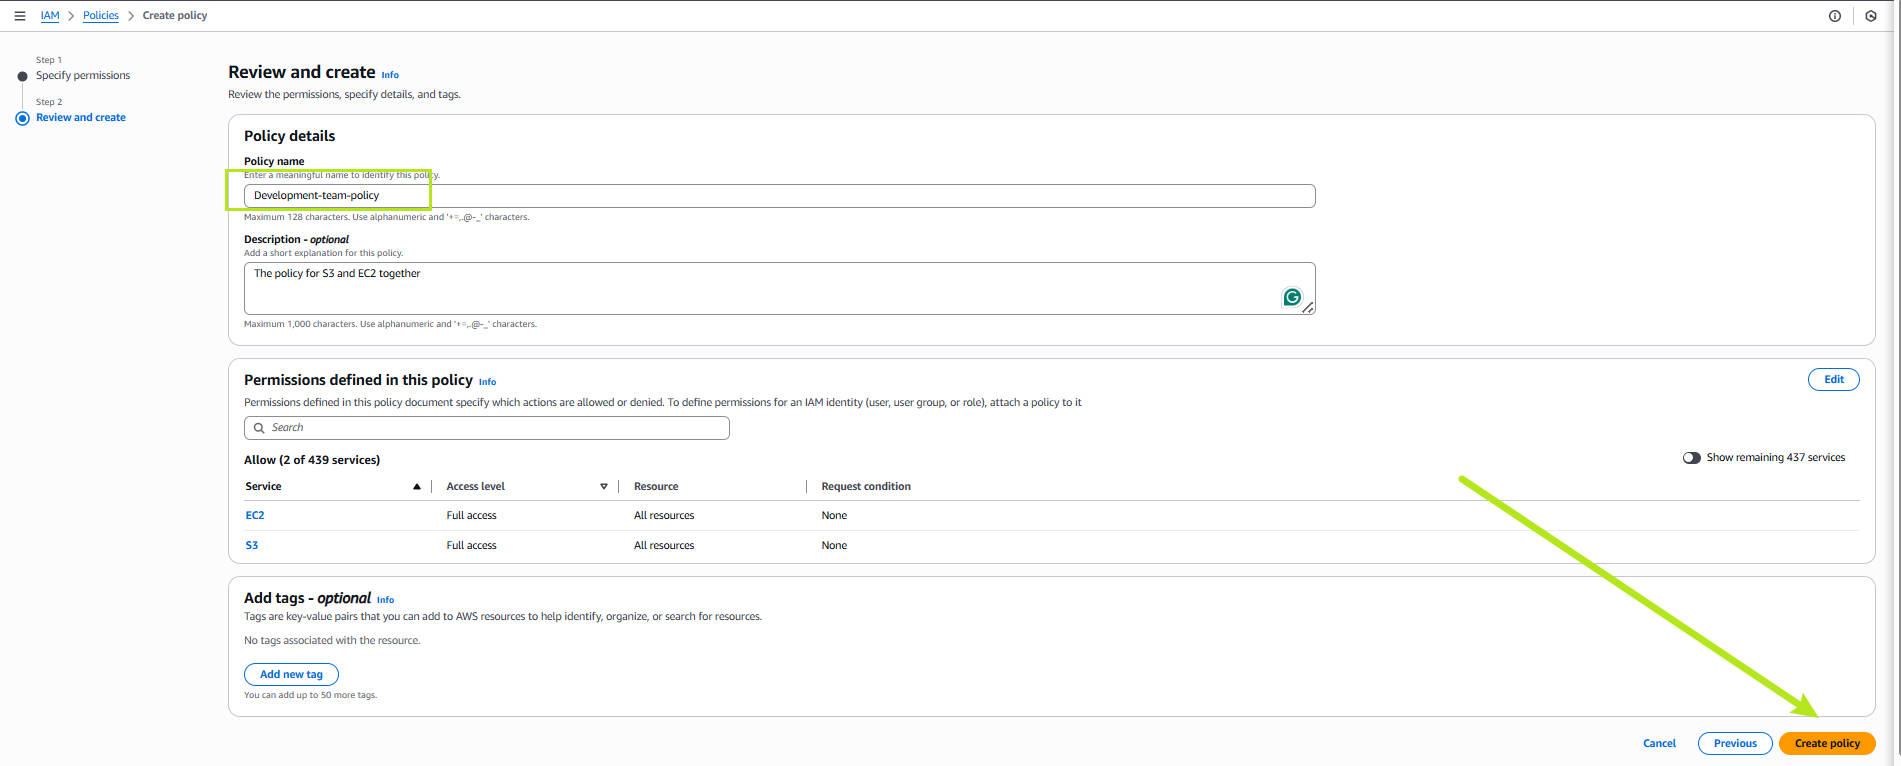 IAM > Policies > Create policy
Step 1
Specify permissions
Step 2
Review and create
Review and create Info
Review the permissions, specify details, and tags.
Policy details
Policy name
Enter a meaningful name to identify this policy.
Development-team-policy
Maximum 128 characters. Use alphanumeric and '+=,.@-_' characters.
Description - optional
Add a short explanation for this policy.
The policy for S3 and EC2 together
Maximum 1,000 characters. Use alphanumeric and '+=,.@-_' characters.
Permissions defined in this policy Info
Edit
Permissions defined in this policy document specify which actions are allowed or denied. To define permissions for an IAM identity (user, user group, or role), attach a policy to it
Search
Allow (2 of 439 services)
Show remaining 437 services
Service Access level Resource Request condition
EC2 Full access All resources None
S3 Full access All resources None
Add tags - optional Info
Tags are key-value pairs that you can add to AWS resources to help identify, organize, or search for resources.
No tags associated with the resource.
Add new tag
You can add up to 50 more tags.
Cancel Previous Create policy